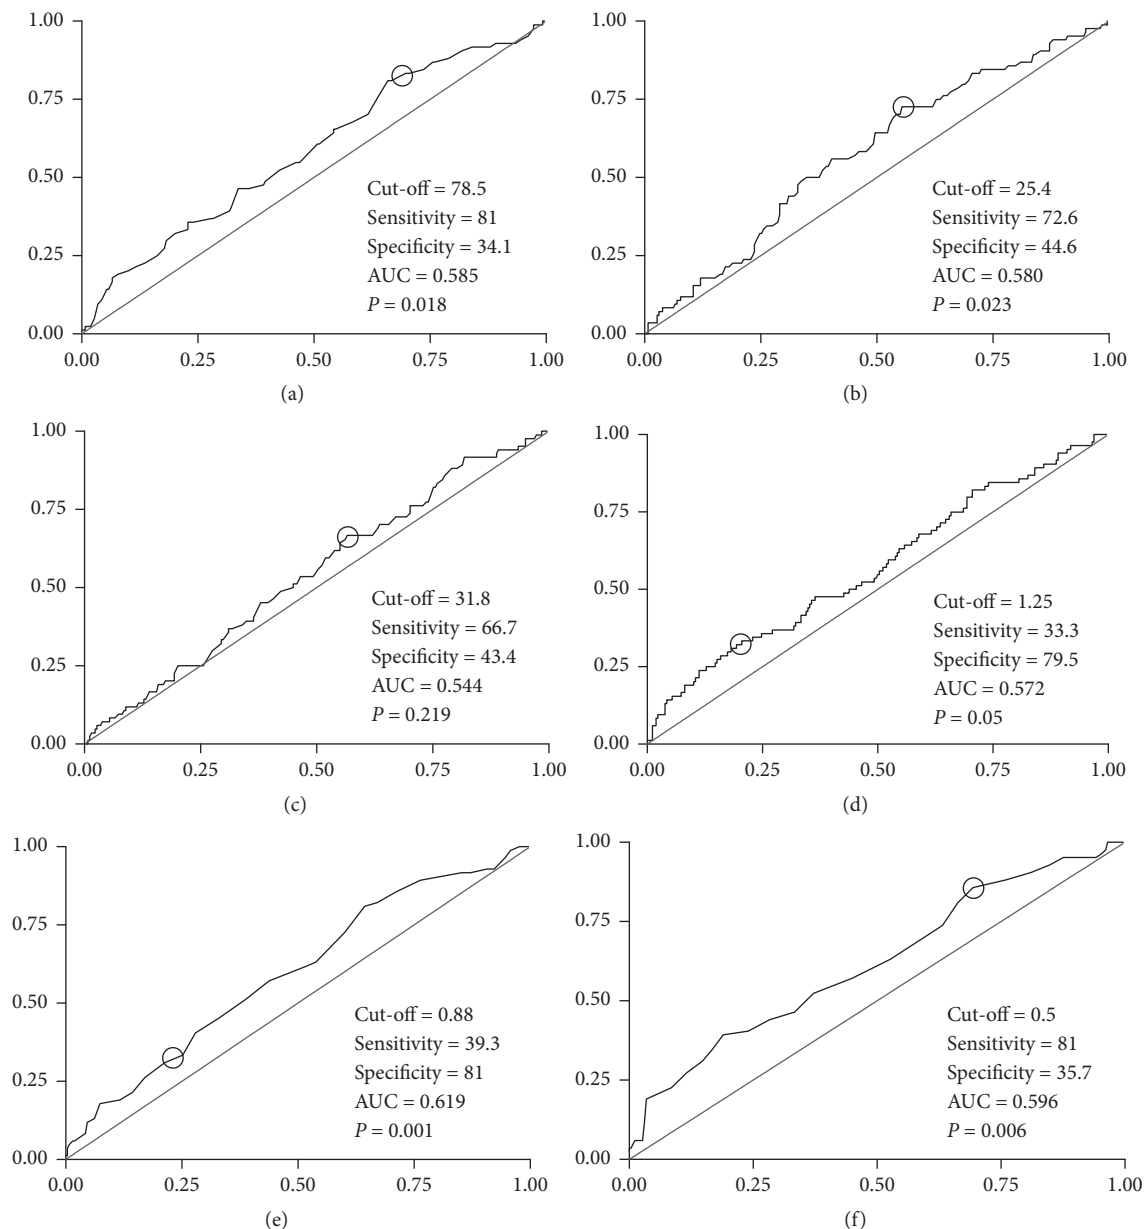 1.00
0.75
0.50
0.25
0.00
Cut-off = 78.5
Sensitivity = 81
Specificity = 34.1
AUC = 0.585
P = 0.018
0.00 0.25 0.50 0.75 1.00
(a)
1.00
0.75
0.50
0.25
0.00
Cut-off = 25.4
Sensitivity = 72.6
Specificity = 44.6
AUC = 0.580
P = 0.023
0.00 0.25 0.50 0.75 1.00
(b)
1.00
0.75
0.50
0.25
0.00
Cut-off = 31.8
Sensitivity = 66.7
Specificity = 43.4
AUC = 0.544
P = 0.219
0.00 0.25 0.50 0.75 1.00
(c)
1.00
0.75
0.50
0.25
0.00
Cut-off = 1.25
Sensitivity = 33.3
Specificity = 79.5
AUC = 0.572
P = 0.05
0.00 0.25 0.50 0.75 1.00
(d)
1.00
0.75
0.50
0.25
0.00
Cut-off = 0.88
Sensitivity = 39.3
Specificity = 81
AUC = 0.619
P = 0.001
0.00 0.25 0.50 0.75 1.00
(e)
1.00
0.75
0.50
0.25
0.00
Cut-off = 0.5
Sensitivity = 81
Specificity = 35.7
AUC = 0.596
P = 0.006
0.00 0.25 0.50 0.75 1.00
(f)